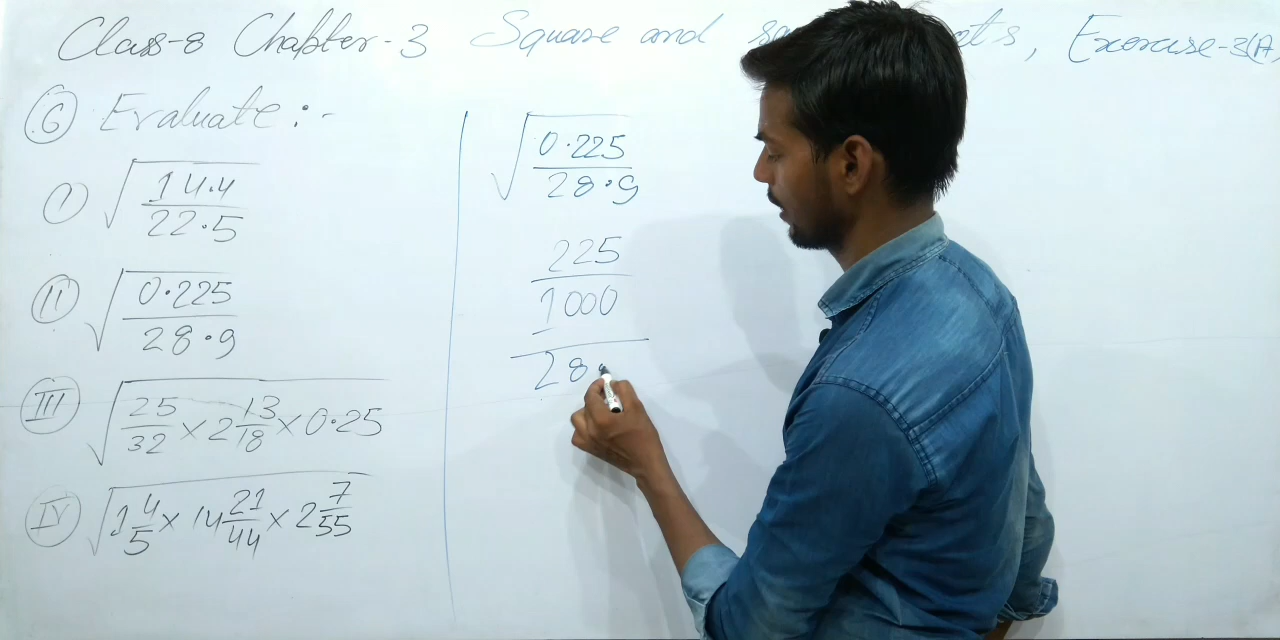 Class-8 Chapter-3 Square and ots, Exercise-3(A)
6 Evaluate :-
I √(14.4/22.5)
II √(0.225/28.9)
III √(25/32 × 2 13/18 × 0.25)
IV √(1 4/5 × 14 21/44 × 2 7/55)
√(0.225/28.9)
225
1000
28